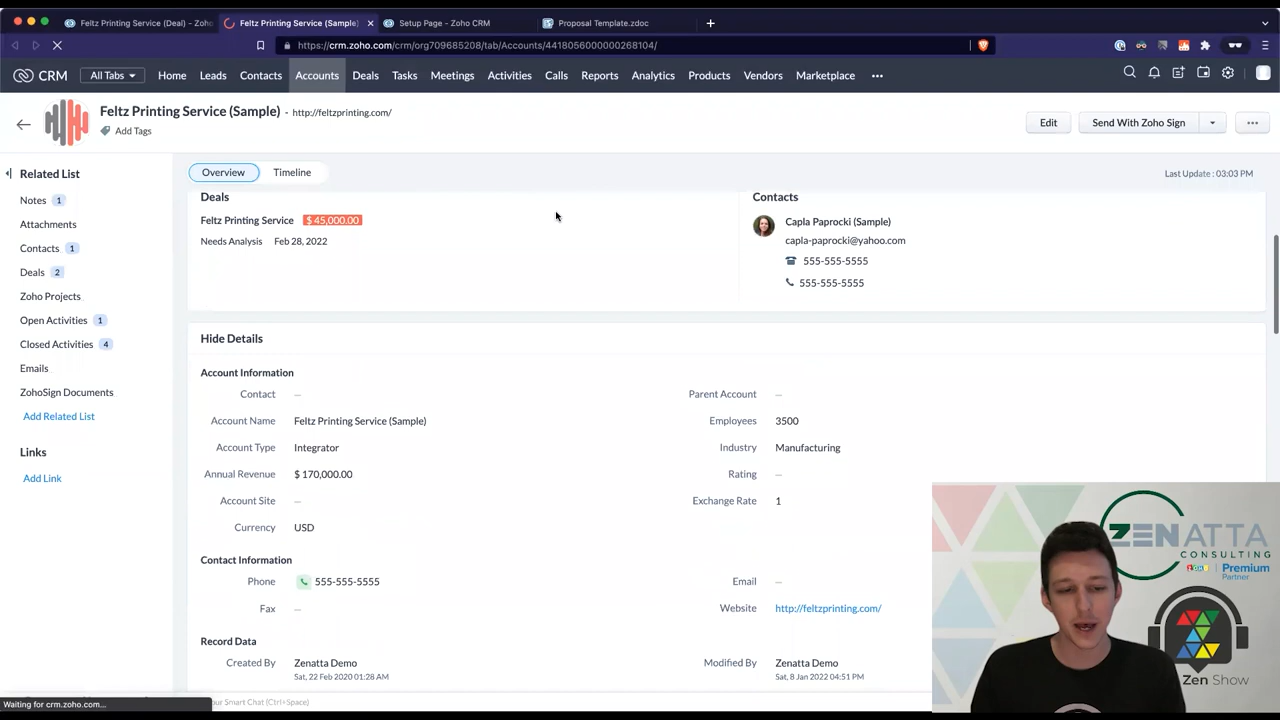 Feltz Printing Service (Deal) - Zoho
Feltz Printing Service (Sample)
Setup Page - Zoho CRM
Proposal Template.zdoc
https://crm.zoho.com/crm/org709685208/tab/Accounts/4418056000000268104/
CRM
All Tabs
Home
Leads
Contacts
Accounts
Deals
Tasks
Meetings
Activities
Calls
Reports
Analytics
Products
Vendors
Marketplace
Feltz Printing Service (Sample) - http://feltzprinting.com/
Add Tags
Edit
Send With Zoho Sign
Related List
Notes 1
Attachments
Contacts 1
Deals 2
Zoho Projects
Open Activities 1
Closed Activities 4
Emails
ZohoSign Documents
Add Related List
Links
Add Link
Overview
Timeline
Last Update : 03:03 PM
Deals
Feltz Printing Service $ 45,000.00
Needs Analysis Feb 28, 2022
Contacts
Capla Paprocki (Sample)
capla-paprocki@yahoo.com
555-555-5555
555-555-5555
Hide Details
Account Information
Contact —
Parent Account —
Account Name Feltz Printing Service (Sample)
Employees 3500
Account Type Integrator
Industry Manufacturing
Annual Revenue $ 170,000.00
Rating —
Account Site —
Exchange Rate 1
Currency USD
Contact Information
Phone 555-555-5555
Email —
Fax —
Website http://feltzprinting.com/
Record Data
Created By Zenatta Demo
Sat, 22 Feb 2020 01:28 AM
Modified By Zenatta Demo
Sat, 8 Jan 2022 04:51 PM
Waiting for crm.zoho.com...
our Smart Chat (Ctrl+Space)
ZENATTA
CONSULTING
ZOHO Premium
Partner
Zen Show